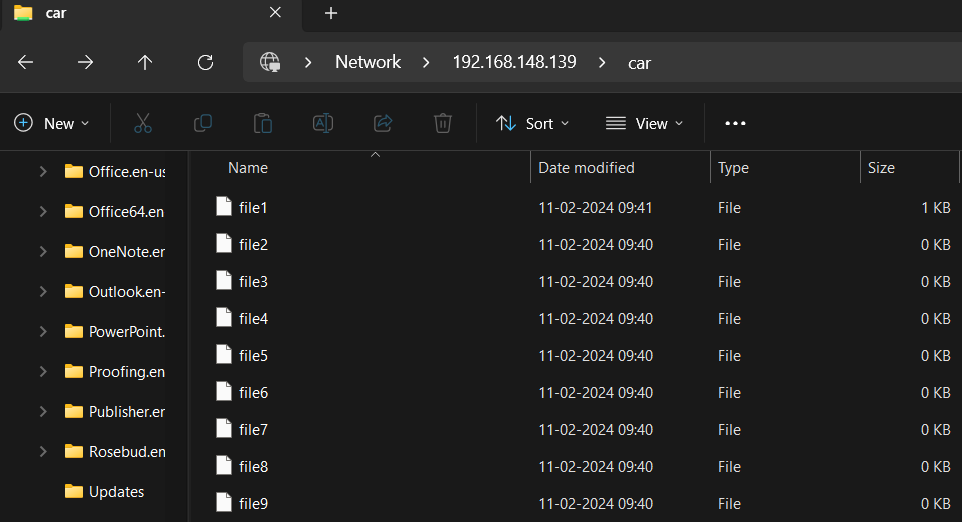 car
Network > 192.168.148.139 > car
New Sort View
Name Date modified Type Size
Office.en-us
file1 11-02-2024 09:41 File 1 KB
Office64.en
file2 11-02-2024 09:40 File 0 KB
OneNote.er
file3 11-02-2024 09:40 File 0 KB
Outlook.en-
file4 11-02-2024 09:40 File 0 KB
PowerPoint.
file5 11-02-2024 09:40 File 0 KB
Proofing.en
file6 11-02-2024 09:40 File 0 KB
Publisher.er
file7 11-02-2024 09:40 File 0 KB
Rosebud.en
file8 11-02-2024 09:40 File 0 KB
Updates
file9 11-02-2024 09:40 File 0 KB